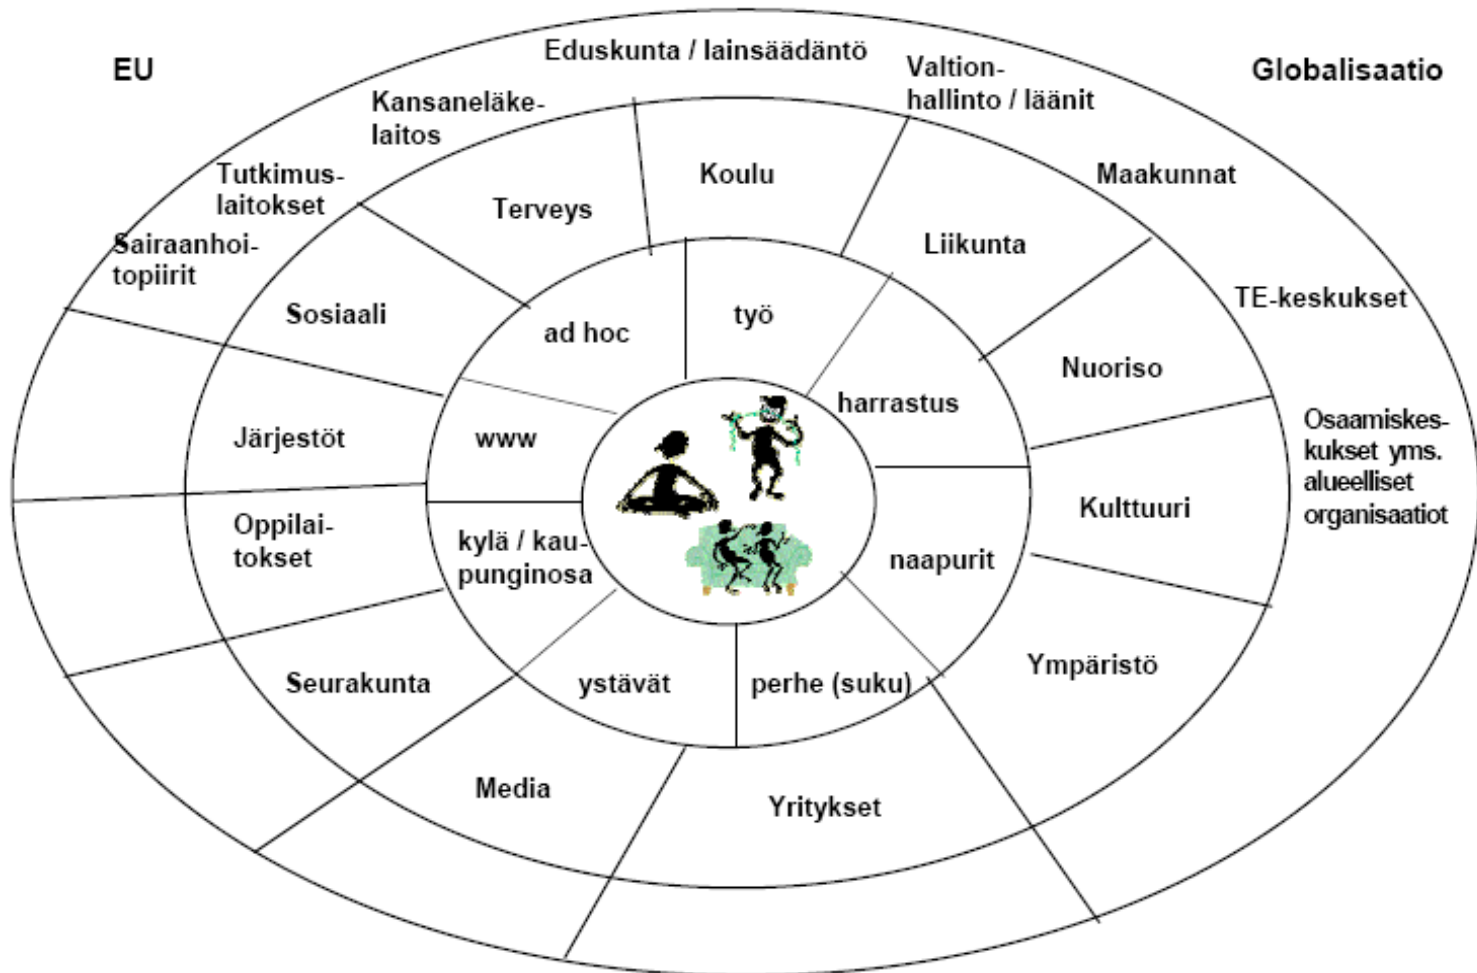 EU
Eduskunta / lainsäädäntö
Valtion-
hallinto / läänit
Globalisaatio
Kansaneläke-
laitos
Tutkimus-
laitokset
Sairaanhoi-
topiirit
Maakunnat
TE-keskukset
Osaamiskes-
kukset yms.
alueelliset
organisaatiot
Koulu
Terveys
Liikunta
Sosiaali
Nuoriso
Järjestöt
Kulttuuri
Oppilai-
tokset
Ympäristö
Seurakunta
Media
Yritykset
ad hoc
työ
harrastus
www
naapurit
kylä / kau-
punginosa
ystävät
perhe (suku)